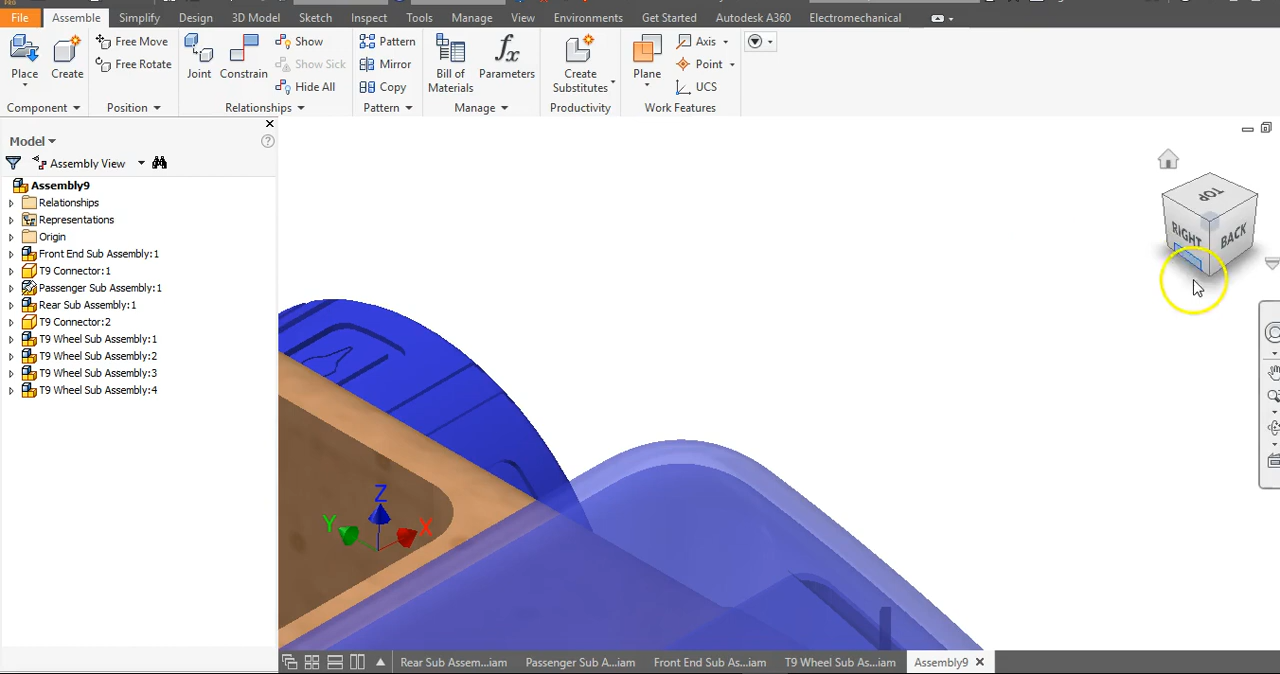 File Assemble Simplify Design 3D Model Sketch Inspect Tools Manage View Environments Get Started Autodesk A360 Electromechanical
Place
Create
Free Move
Free Rotate
Joint
Constrain
Show
Show Sick
Hide All
Pattern
Mirror
Copy
Bill of
Materials
fx
Parameters
Create
Substitutes
Plane
Axis
Point
UCS
Component Position Relationships Pattern Manage Productivity Work Features
Model
Assembly View
Assembly9
Relationships
Representations
Origin
Front End Sub Assembly:1
T9 Connector:1
Passenger Sub Assembly:1
Rear Sub Assembly:1
T9 Connector:2
T9 Wheel Sub Assembly:1
T9 Wheel Sub Assembly:2
T9 Wheel Sub Assembly:3
T9 Wheel Sub Assembly:4
TOP
RIGHT
BACK
Z
Y
X
Rear Sub Assem...iam Passenger Sub A...iam Front End Sub As...iam T9 Wheel Sub As...iam Assembly9